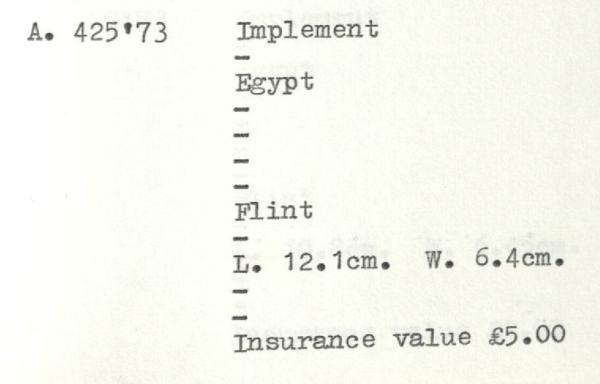 A. 425'73 Implement
-
Egypt
-
-
-
-
Flint
-
L. 12.1cm. W. 6.4cm.
-
-
Insurance value £5.00